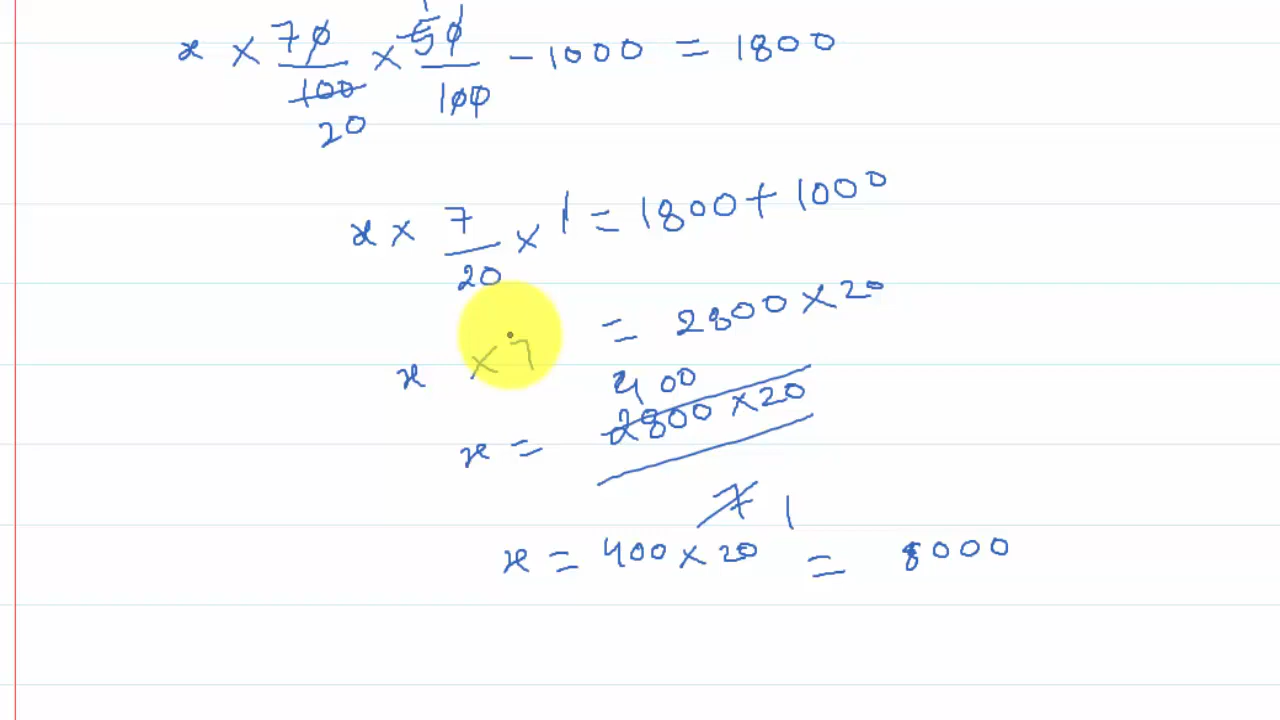 x × 70/100 × 50/100 - 1000 = 1800
1
20
x × 7/20 × 1 = 1800 + 1000
x × 7 = 2800 × 20
400
x = 2800 × 20
7 1
x = 400 × 20 = 8000